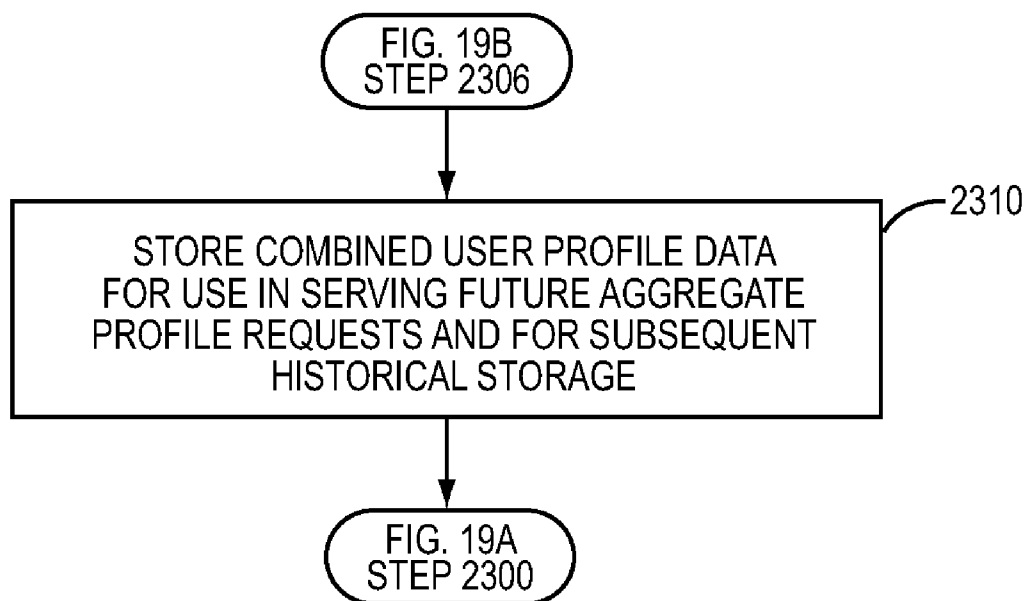 FIG. 19B
STEP 2306
2310
STORE COMBINED USER PROFILE DATA
FOR USE IN SERVING FUTURE AGGREGATE
PROFILE REQUESTS AND FOR SUBSEQUENT
HISTORICAL STORAGE
FIG. 19A
STEP 2300